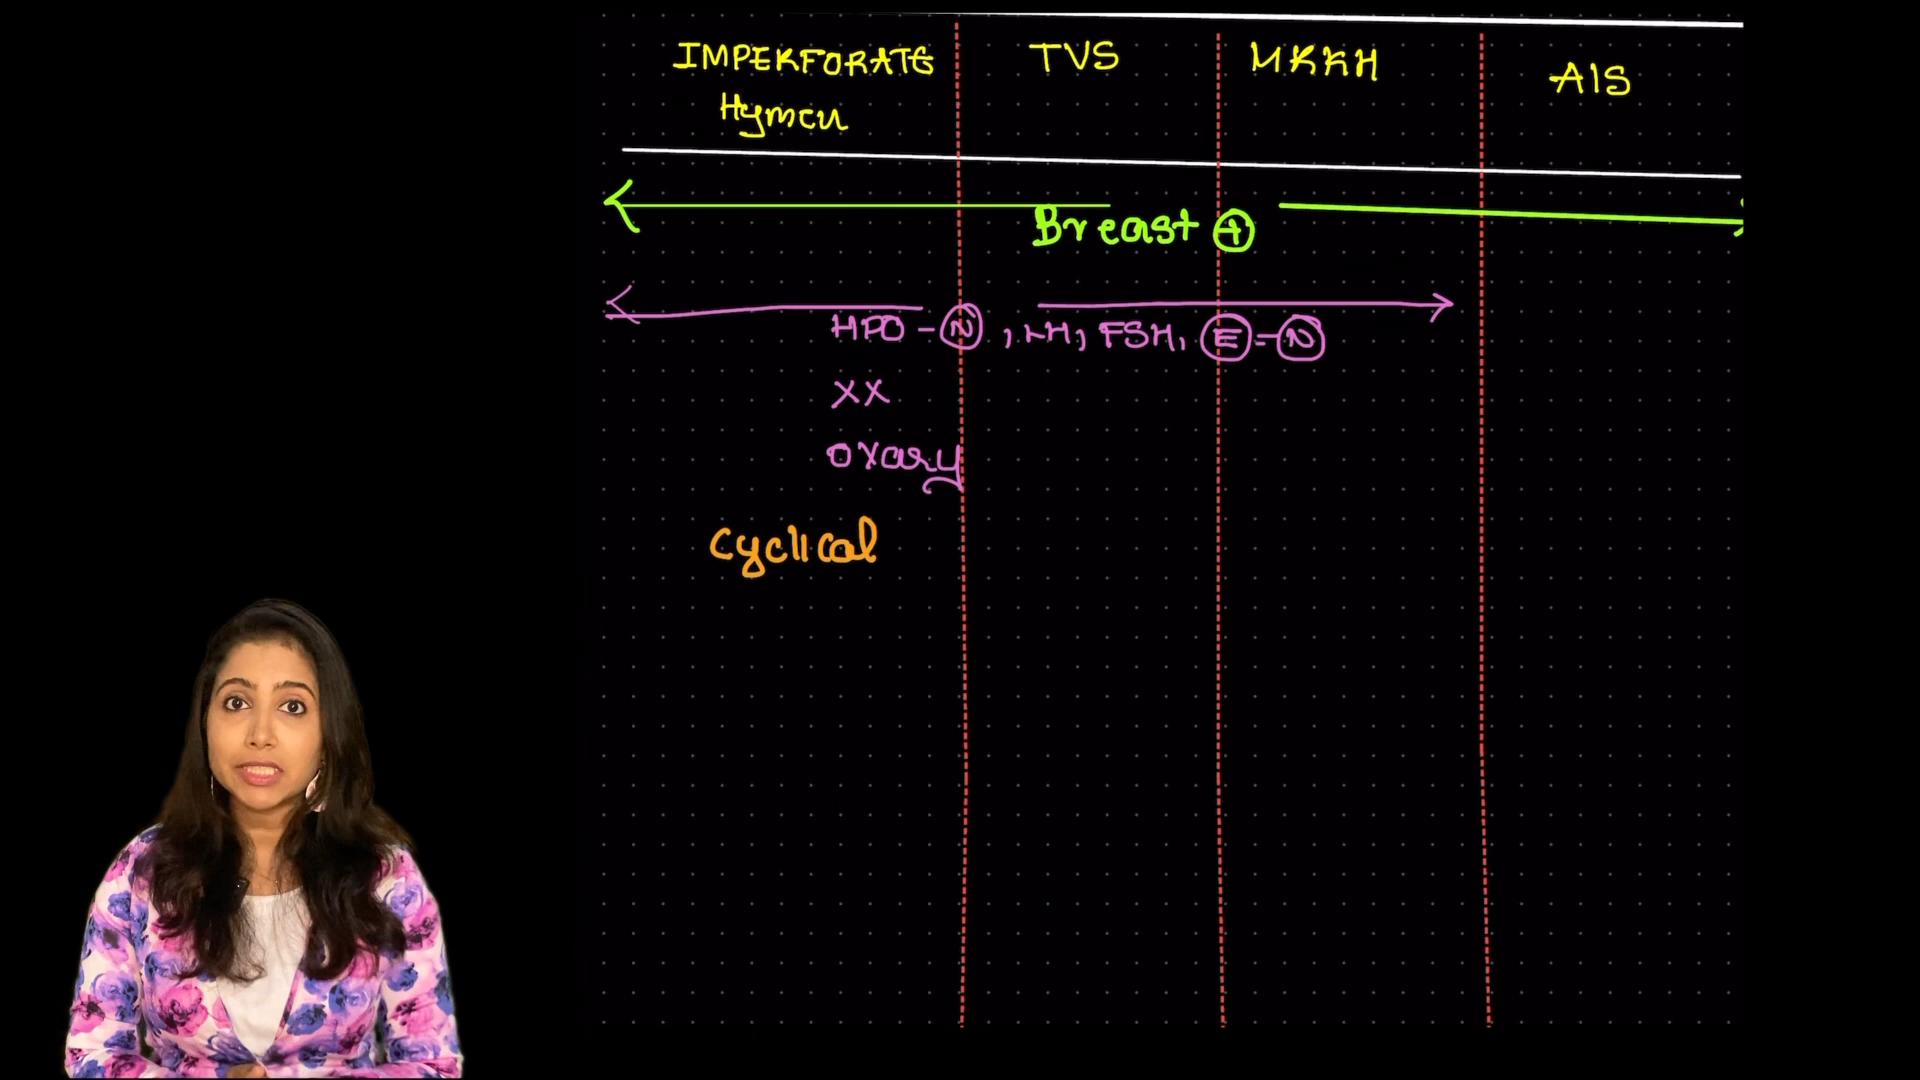 IMPERFORATE TVS MRKH AIS
Hymen
Breast +
HPO - N , LH, FSH, E = N
XX
ovary
Cyclical